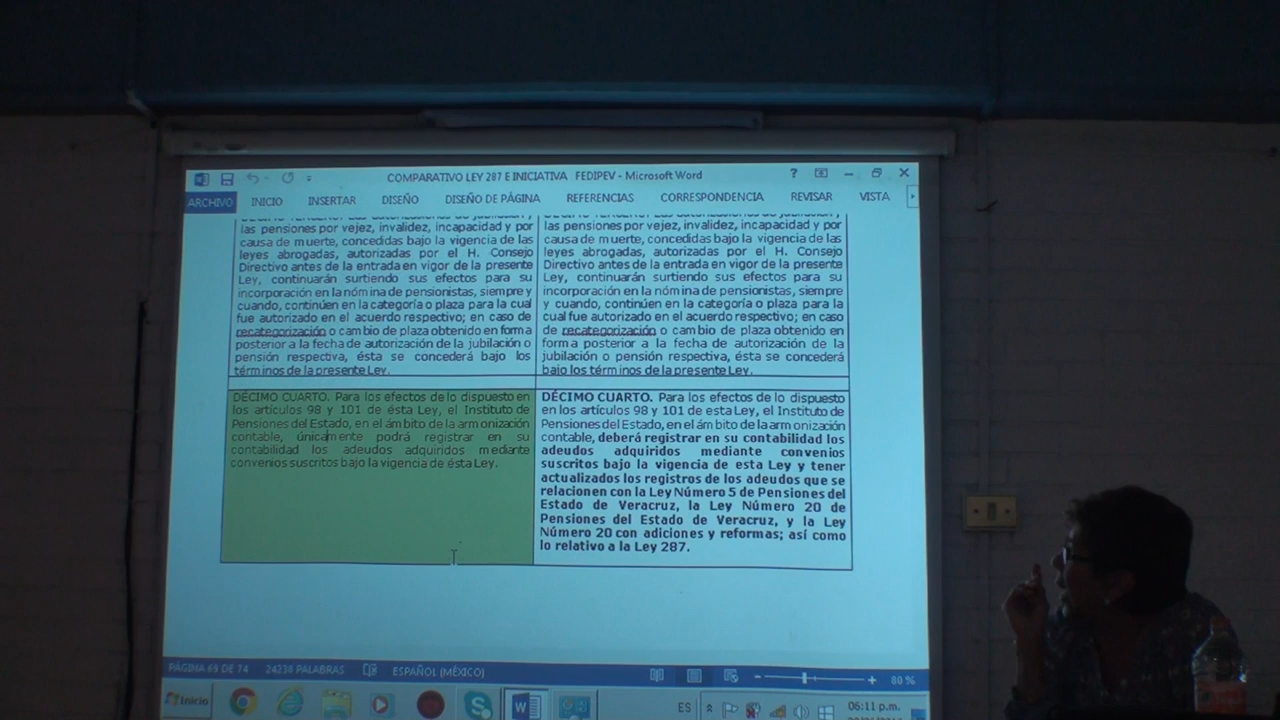 COMPARATIVO LEY 287 E INICIATIVA FEDIPEV - Microsoft Word
ARCHIVO INICIO INSERTAR DISEÑO DISEÑO DE PÁGINA REFERENCIAS CORRESPONDENCIA REVISAR VISTA
las pensiones por vejez, invalidez, incapacidad y por
causa de muerte, concedidas bajo la vigencia de las
leyes abrogadas, autorizadas por el H. Consejo
Directivo antes de la entrada en vigor de la presente
Ley, continuarán surtiendo sus efectos para su
incorporación en la nómina de pensionistas, siempre y
cuando, continúen en la categoría o plaza para la cual
fue autorizado en el acuerdo respectivo; en caso de
recategorización o cambio de plaza obtenido en forma
posterior a la fecha de autorización de la jubilación o
pensión respectiva, ésta se concederá bajo los
términos de la presente Ley.
las pensiones por vejez, invalidez, incapacidad y por
causa de muerte, concedidas bajo la vigencia de las
leyes abrogadas, autorizadas por el H. Consejo
Directivo antes de la entrada en vigor de la presente
Ley, continuarán surtiendo sus efectos para su
incorporación en la nómina de pensionistas, siempre
y cuando, continúen en la categoría o plaza para la
cual fue autorizado en el acuerdo respectivo; en caso
de recategorización o cambio de plaza obtenido en
forma posterior a la fecha de autorización de la
jubilación o pensión respectiva, ésta se concederá
bajo los términos de la presente Ley.
DÉCIMO CUARTO. Para los efectos de lo dispuesto en
los artículos 98 y 101 de ésta Ley, el Instituto de
Pensiones del Estado, en el ámbito de la armonización
contable, únicamente podrá registrar en su
contabilidad los adeudos adquiridos mediante
convenios suscritos bajo la vigencia de ésta Ley.
DÉCIMO CUARTO. Para los efectos de lo dispuesto
en los artículos 98 y 101 de esta Ley, el Instituto de
Pensiones del Estado, en el ámbito de la armonización
contable, deberá registrar en su contabilidad los
adeudos adquiridos mediante convenios
suscritos bajo la vigencia de esta Ley y tener
actualizados los registros de los adeudos que se
relacionen con la Ley Número 5 de Pensiones del
Estado de Veracruz, la Ley Número 20 de
Pensiones del Estado de Veracruz, y la Ley
Número 20 con adiciones y reformas; así como
lo relativo a la Ley 287.
PÁGINA 69 DE 74 24238 PALABRAS ESPAÑOL (MÉXICO) 80 %
Inicio ES 06:11 p.m.